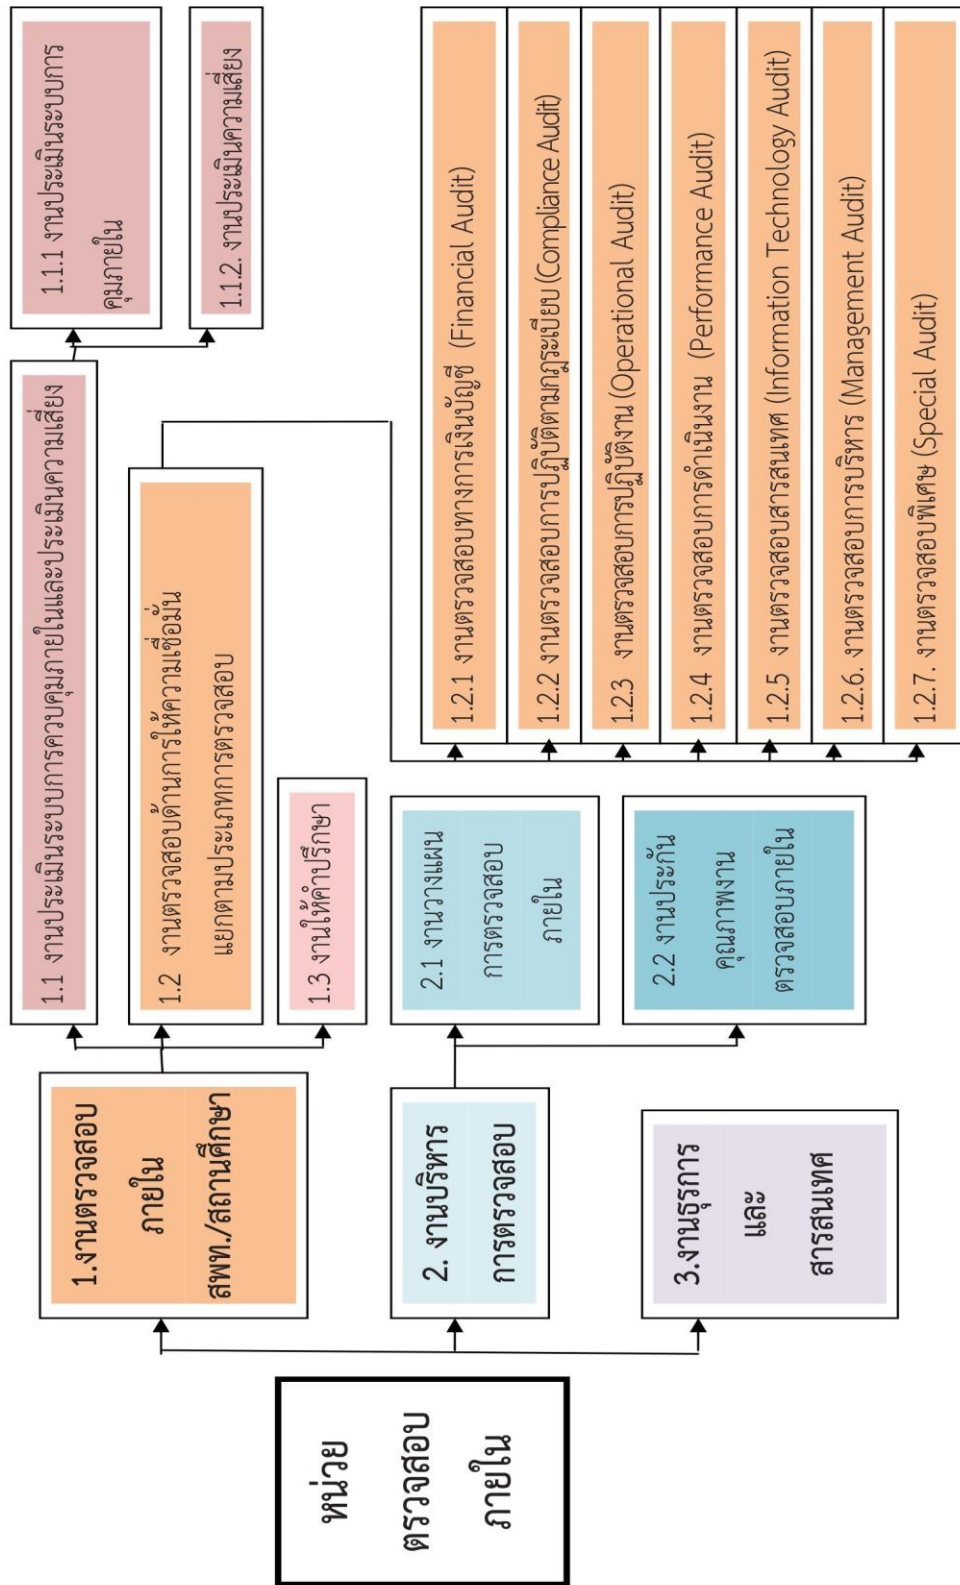 หน่วย
ตรวจสอบ
ภายใน
1.งานตรวจสอบ
ภายใน
สพท./สถานศึกษา
2. งานบริหาร
การตรวจสอบ
3.งานธุรการ
และ
สารสนเทศ
1.1 งานประเมินระบบการควบคุมภายในและประเมินความเสี่ยง
1.2 งานตรวจสอบด้านการให้ความเชื่อมั่น
แยกตามประเภทการตรวจสอบ
1.3 งานให้คำปรึกษา
2.1 งานวางแผน
การตรวจสอบ
ภายใน
2.2 งานประกัน
คุณภาพงาน
ตรวจสอบภายใน
1.1.1 งานประเมินระบบการ
คุมภายใน
1.1.2. งานประเมินความเสี่ยง
1.2.1 งานตรวจสอบทางการเงินบัญชี (Financial Audit)
1.2.2 งานตรวจสอบการปฏิบัติตามกฎระเบียบ (Compliance Audit)
1.2.3 งานตรวจสอบการปฏิบัติงาน (Operational Audit)
1.2.4 งานตรวจสอบการดำเนินงาน (Performance Audit)
1.2.5 งานตรวจสอบสารสนเทศ (Information Technology Audit)
1.2.6. งานตรวจสอบการบริหาร (Management Audit)
1.2.7. งานตรวจสอบพิเศษ (Special Audit)